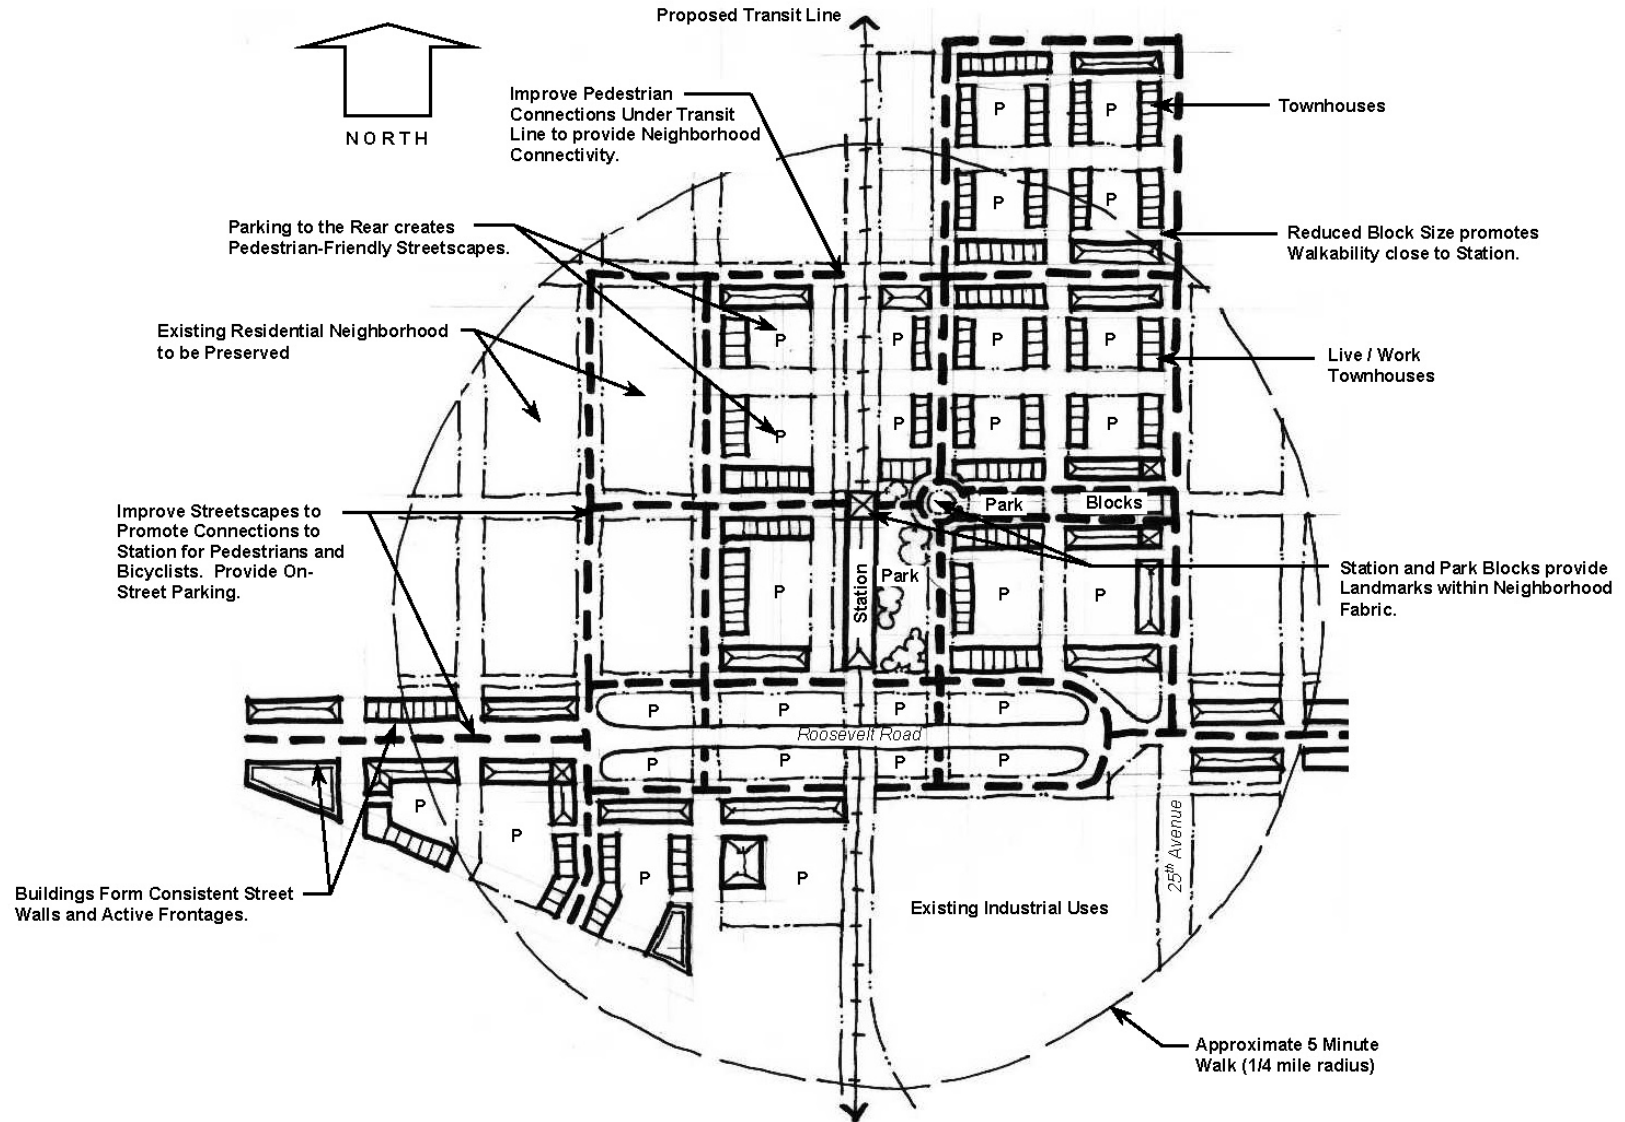 Proposed Transit Line
NORTH
Improve Pedestrian
Connections Under Transit
Line to provide Neighborhood
Connectivity.
Townhouses
P P
P P
Parking to the Rear creates
Pedestrian-Friendly Streetscapes.
Reduced Block Size promotes
Walkability close to Station.
Existing Residential Neighborhood
to be Preserved
P P P P
Live / Work
Townhouses
P P P P
Improve Streetscapes to
Promote Connections to
Station for Pedestrians and
Bicyclists. Provide On-
Street Parking.
Park Blocks
Station
Park
P P P
Station and Park Blocks provide
Landmarks within Neighborhood
Fabric.
P P P P
Roosevelt Road
P P P P
P P P P
25th Avenue
Buildings Form Consistent Street
Walls and Active Frontages.
Existing Industrial Uses
Approximate 5 Minute
Walk (1/4 mile radius)